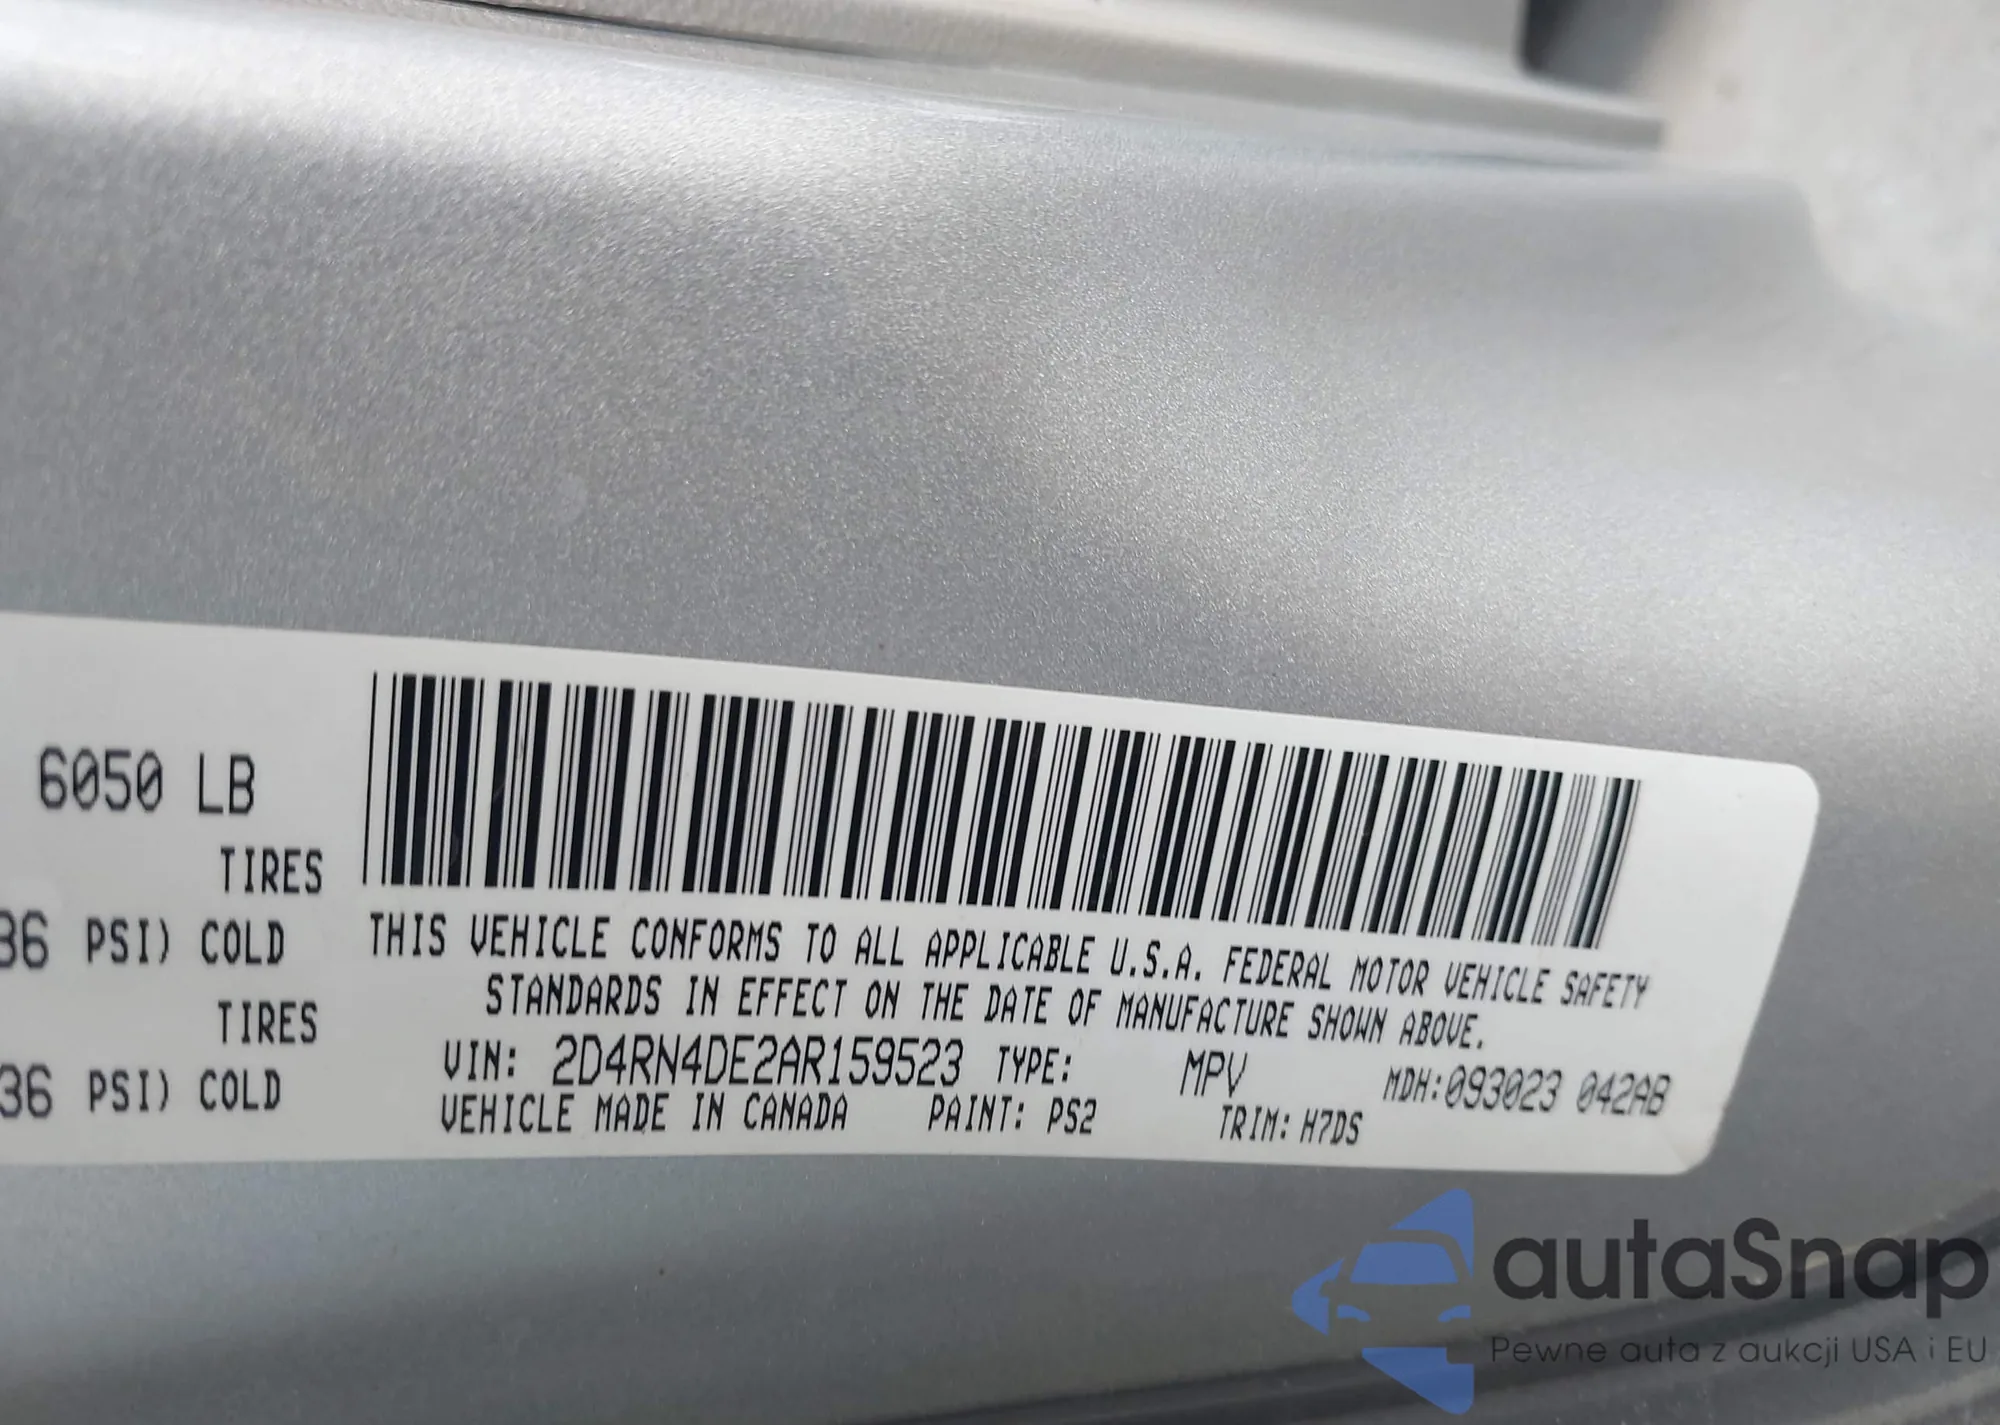 6050 LB
TIRES
36 PSI) COLD
TIRES
36 PSI) COLD
THIS VEHICLE CONFORMS TO ALL APPLICABLE U.S.A. FEDERAL MOTOR VEHICLE SAFETY
STANDARDS IN EFFECT ON THE DATE OF MANUFACTURE SHOWN ABOVE.
VIN: 2D4RN4DE2AR159523 TYPE: MPV MDH:093023 042AB
VEHICLE MADE IN CANADA PAINT: PS2 TRIM: H7DS
autaSnap
Pewne auta z aukcji USA i EU